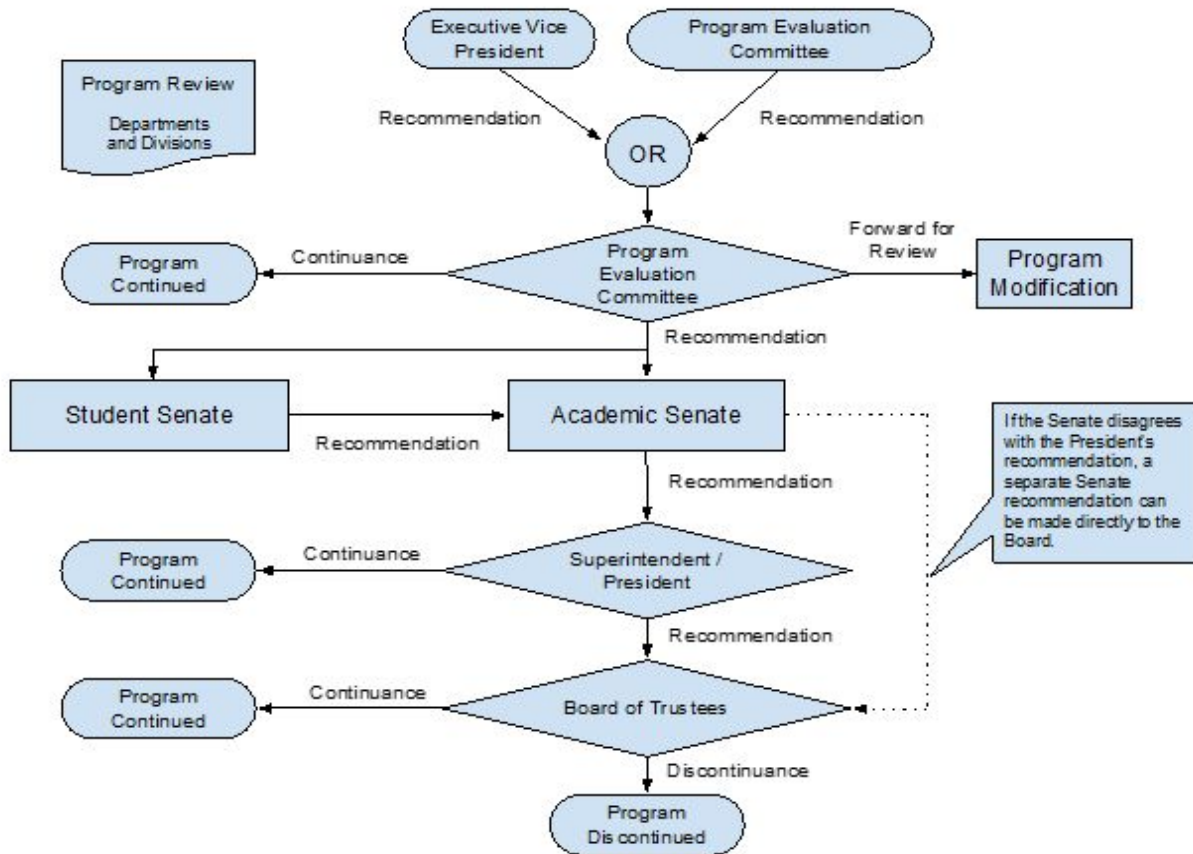 Executive Vice
President
Program Evaluation
Committee
Program Review
Departments
and Divisions
Recommendation
Recommendation
OR
Continuance
Forward for
Review
Program
Continued
Program
Evaluation
Committee
Program
Modification
Recommendation
Student Senate
Academic Senate
Recommendation
If the Senate disagrees
with the President's
recommendation, a
separate Senate
recommendation can
be made directly to the
Board.
Recommendation
Continuance
Program
Continued
Superintendent /
President
Recommendation
Continuance
Program
Continued
Board of Trustees
Discontinuance
Program
Discontinued